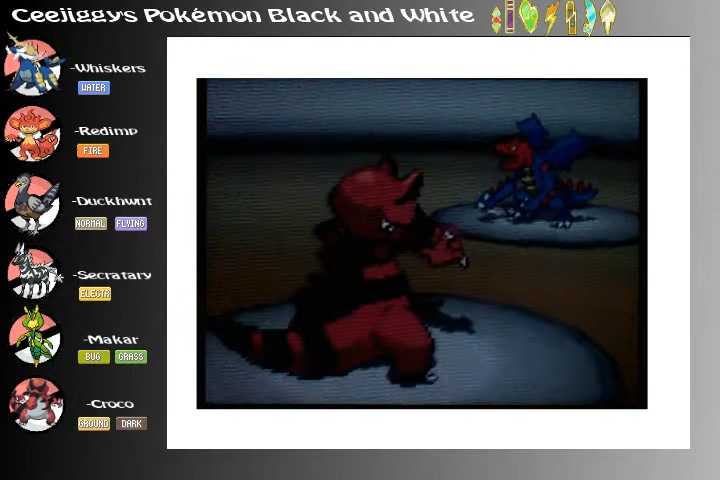 Ceejiggy's Pokémon Black and White
-Whiskers
WATER
-Redimp
FIRE
-Duckhunt
NORMAL FLYING
-Secratary
ELECTR
-Makar
BUG GRASS
-Croco
GROUND DARK